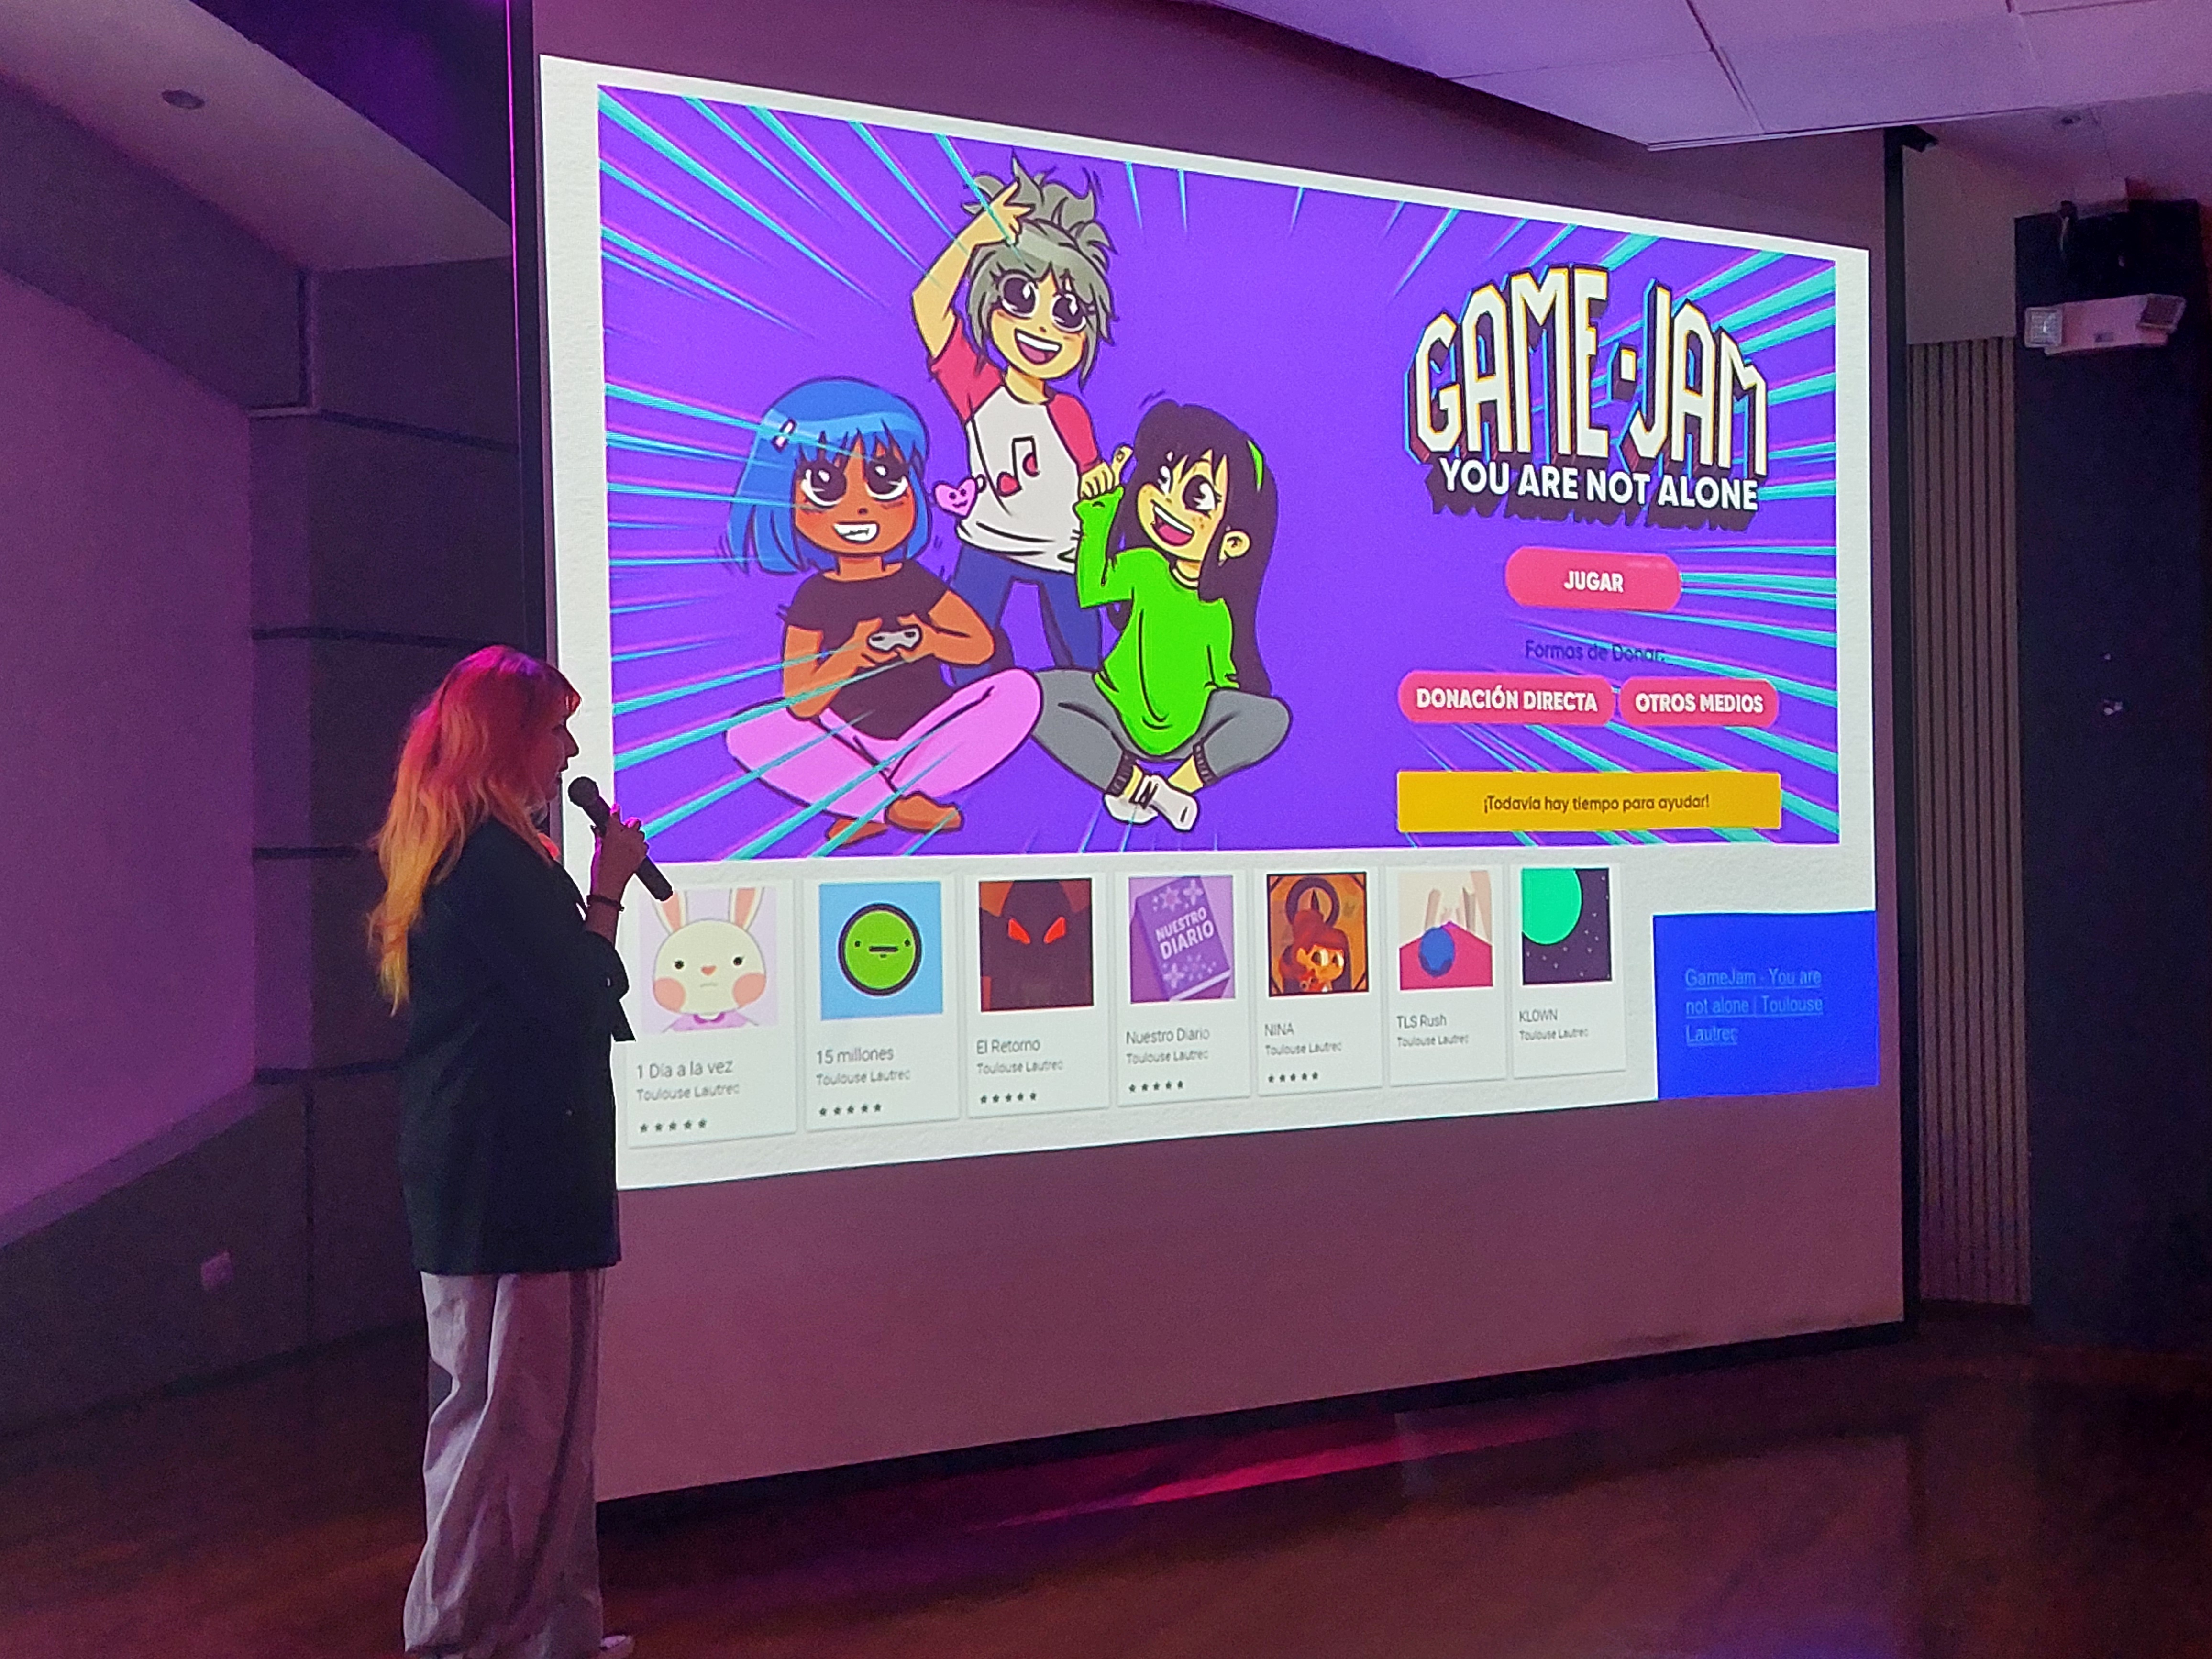 GAME·JAM
YOU ARE NOT ALONE
JUGAR
Formas de Donar:
DONACIÓN DIRECTA
OTROS MEDIOS
¡Todavía hay tiempo para ayudar!
NUESTRO
DIARIO
1 Día a la vez
Toulouse Lautrec
15 millones
Toulouse Lautrec
El Retorno
Toulouse Lautrec
Nuestro Diario
Toulouse Lautrec
NINA
Toulouse Lautrec
TLS Rush
Toulouse Lautrec
KLOWN
Toulouse Lautrec
GameJam - You are
not alone | Toulouse
Lautrec